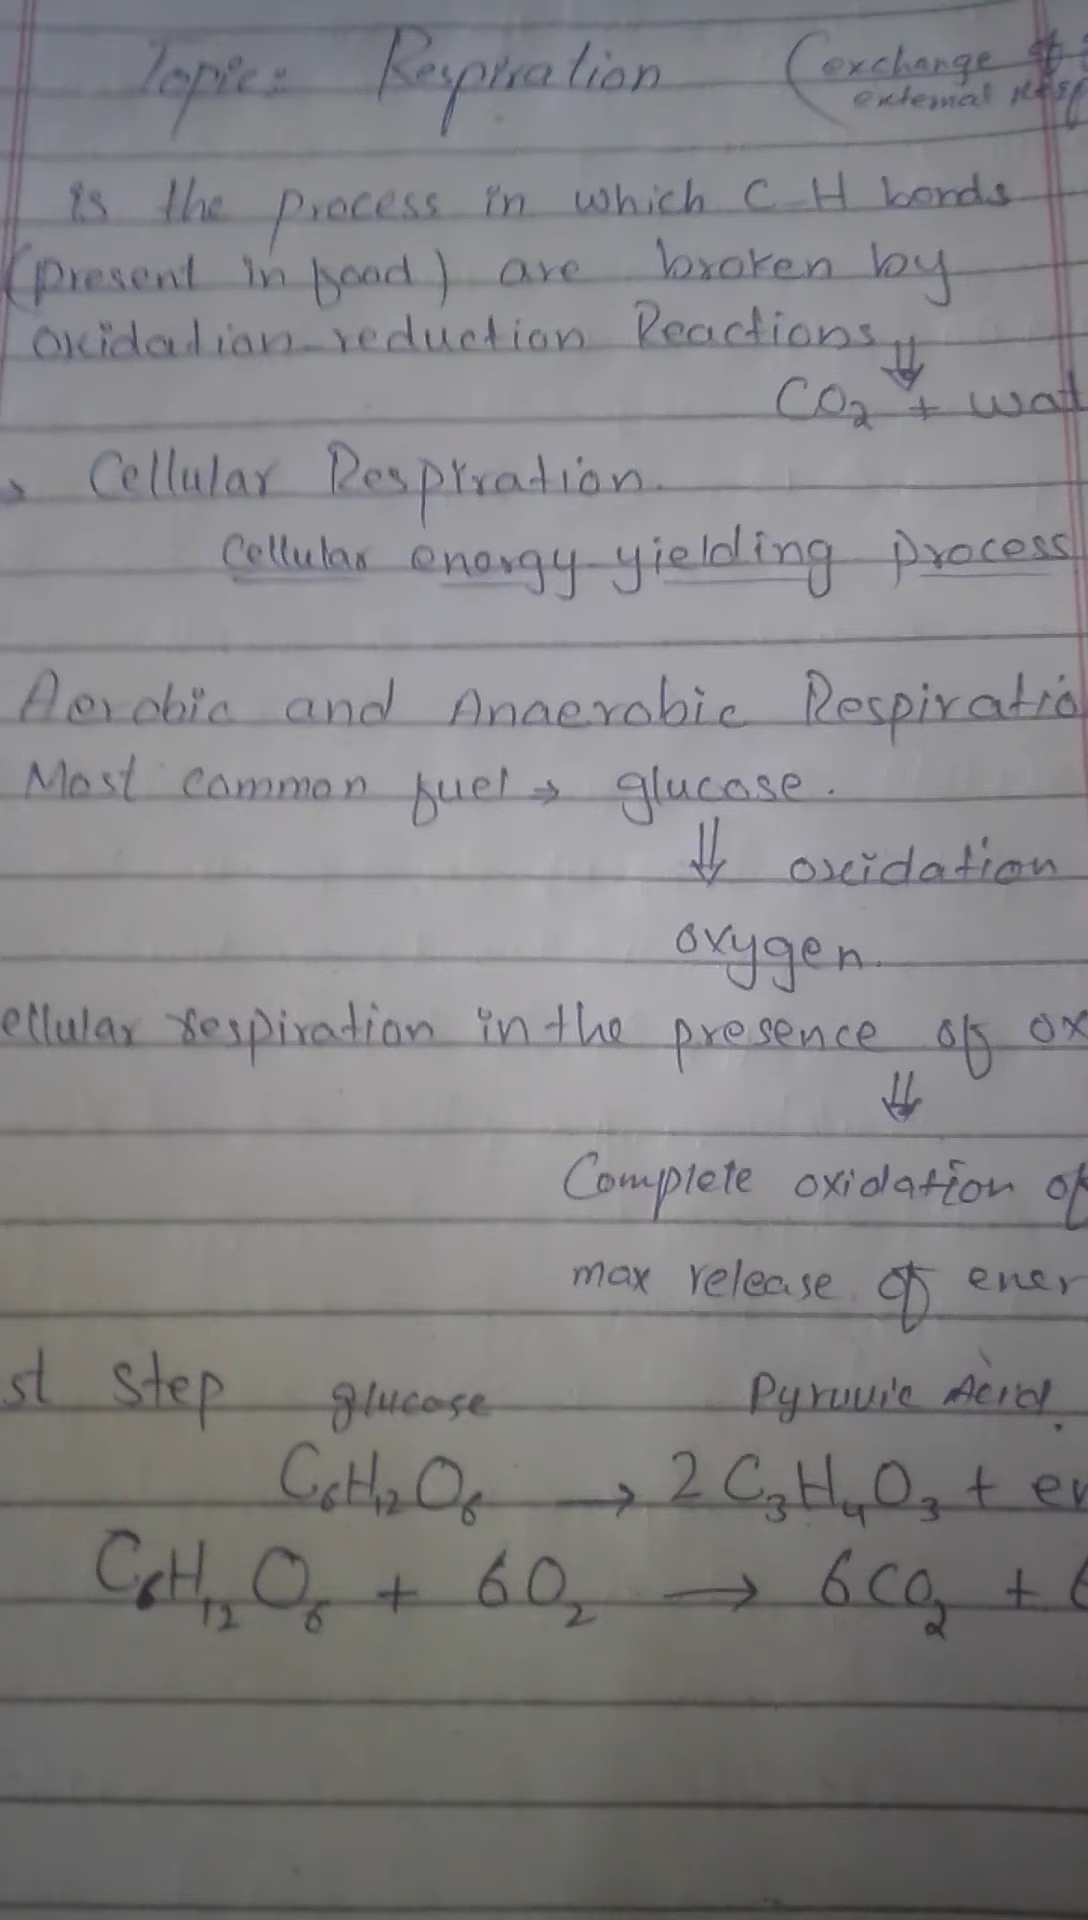 Topic: Respiration (exchange of
external resp
is the process in which C-H bonds
(present in food) are broken by
oxidation-reduction Reactions ⇓
CO₂ + wat
Cellular Respiration.
Cellular energy yielding process
Aerobic and Anaerobic Respiratio
Most common fuel → glucose.
⇓ oxidation
oxygen.
ellular respiration in the presence of ox
⇓
Complete oxidation of
max release of ener
st step glucose Pyruvic Acid.
C₆H₁₂O₆ → 2C₃H₄O₃ + en
C₆H₁₂O₆ + 6O₂ → 6CO₂ + 6